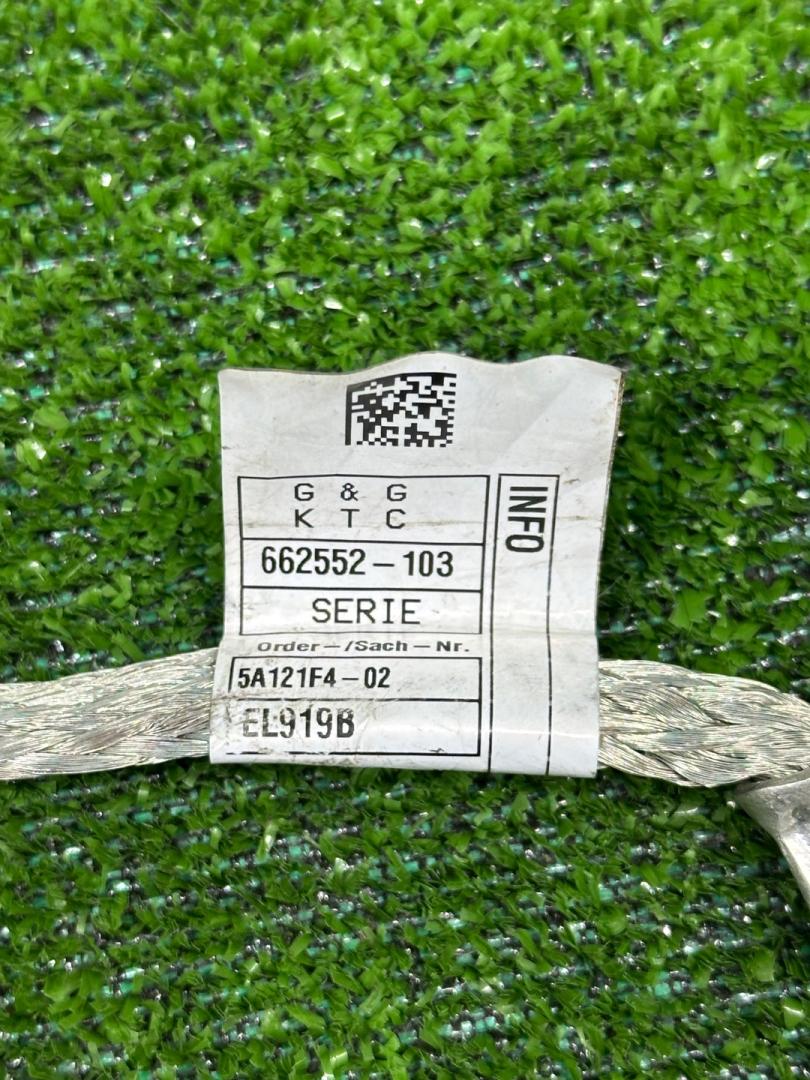 G & G
K T C
662552-103
SERIE
Order-/Sach-Nr.
5A121F4-02
EL919B
INFO